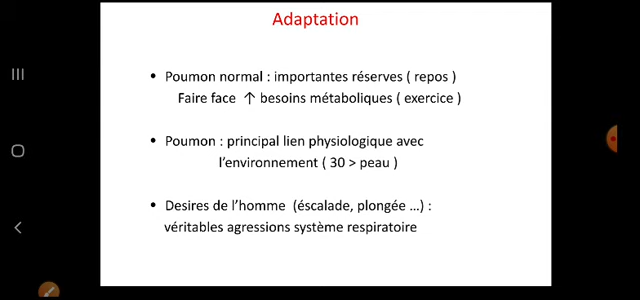 Adaptation
• Poumon normal : importantes réserves ( repos )
Faire face ↑ besoins métaboliques ( exercice )
• Poumon : principal lien physiologique avec
l'environnement ( 30 > peau )
• Desires de l'homme (éscalade, plongée ...) :
véritables agressions système respiratoire